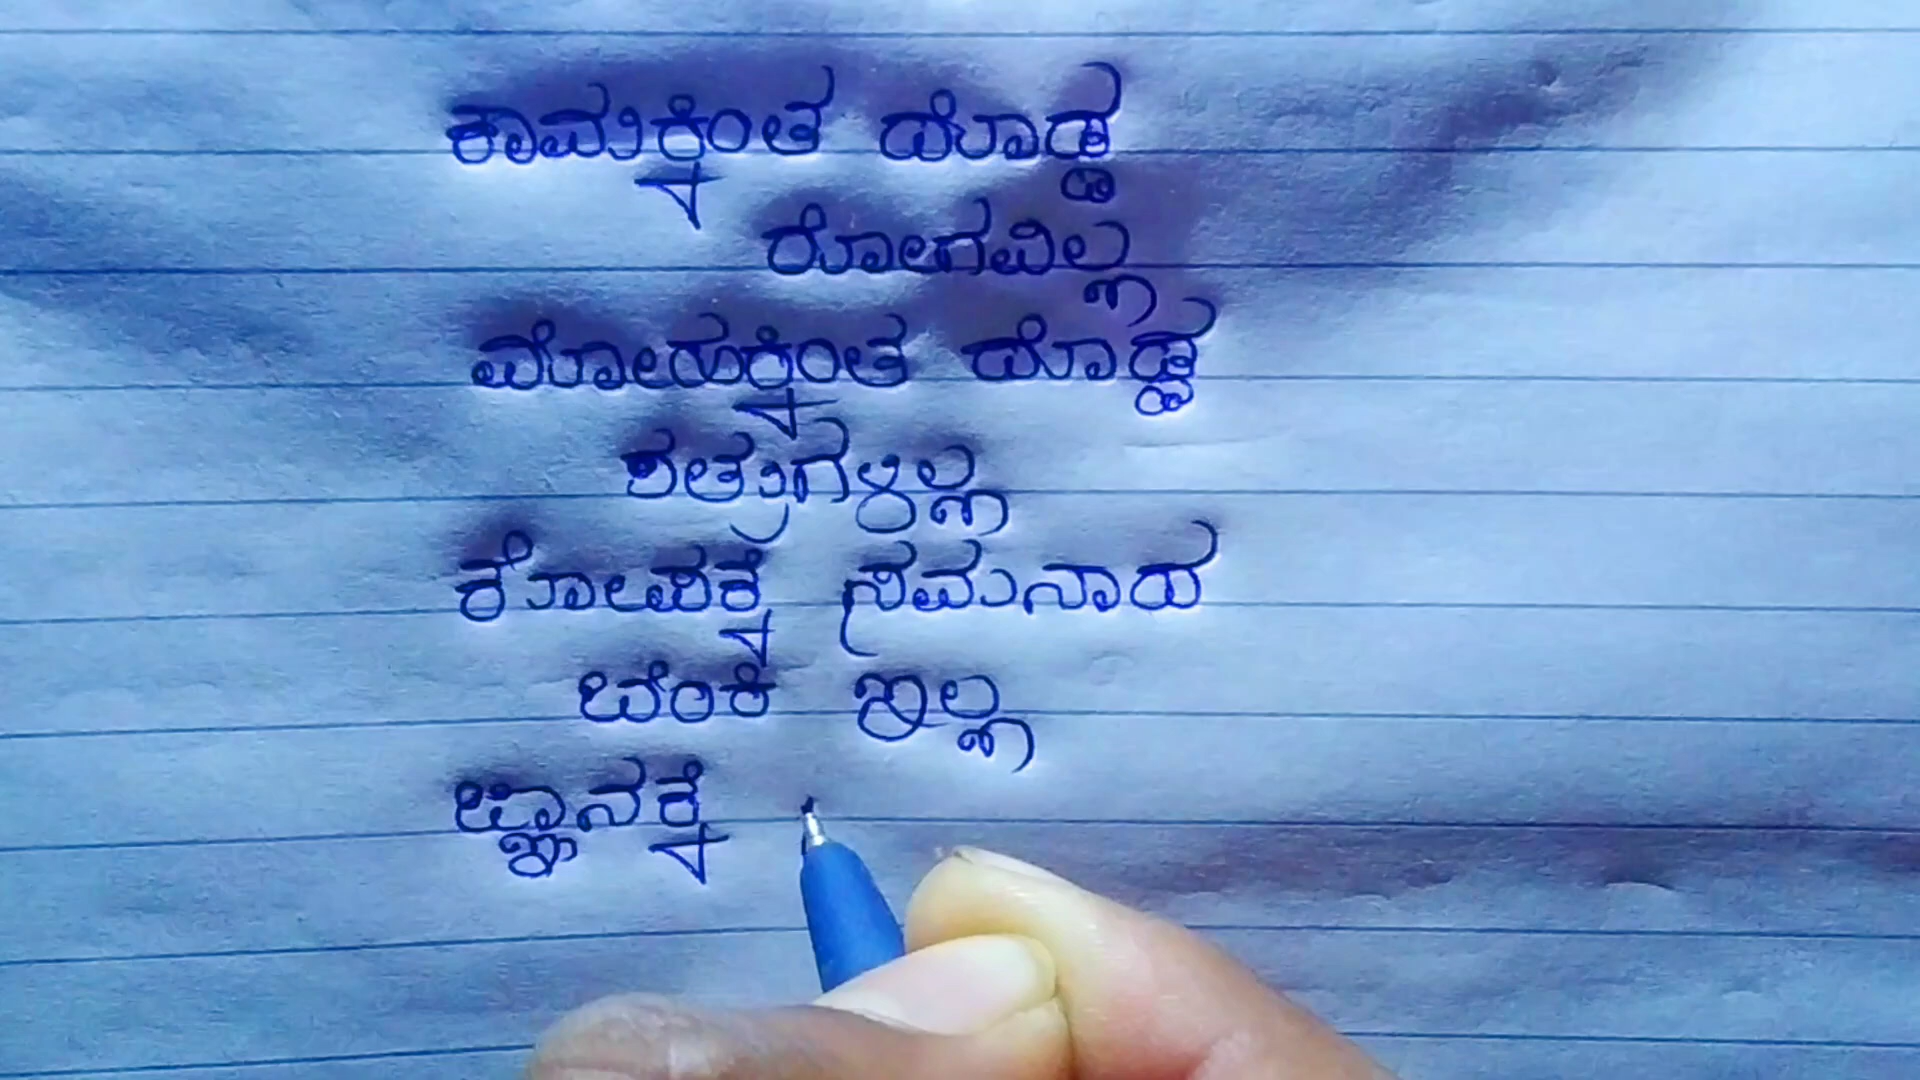 ಕಾಮಕ್ಕಿಂತ ದೊಡ್ಡ
ರೋಗವಿಲ್ಲ
ಮೋಹಕ್ಕಿಂತ ದೊಡ್ಡ
ಶತ್ರುಗಳಿಲ್ಲ
ಕೋಪಕ್ಕೆ ಸಮನಾದ
ಬೆಂಕಿ ಇಲ್ಲ
ಜ್ಞಾನಕ್ಕೆ